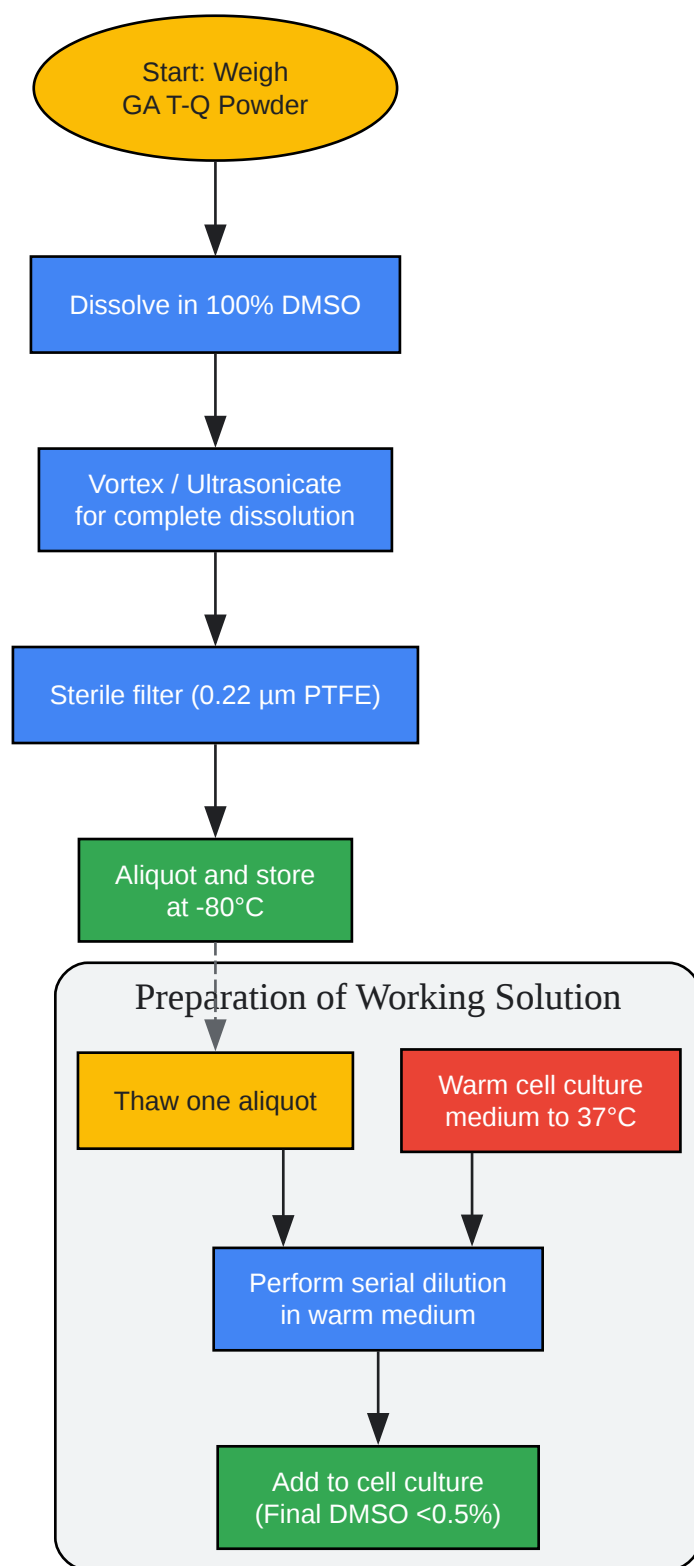 Start: Weigh
GA T-Q Powder
Dissolve in 100% DMSO
Vortex / Ultrasonicate
for complete dissolution
Sterile filter (0.22 µm PTFE)
Aliquot and store
at -80°C
Preparation of Working Solution
Thaw one aliquot
Warm cell culture
medium to 37°C
Perform serial dilution
in warm medium
Add to cell culture
(Final DMSO <0.5%)